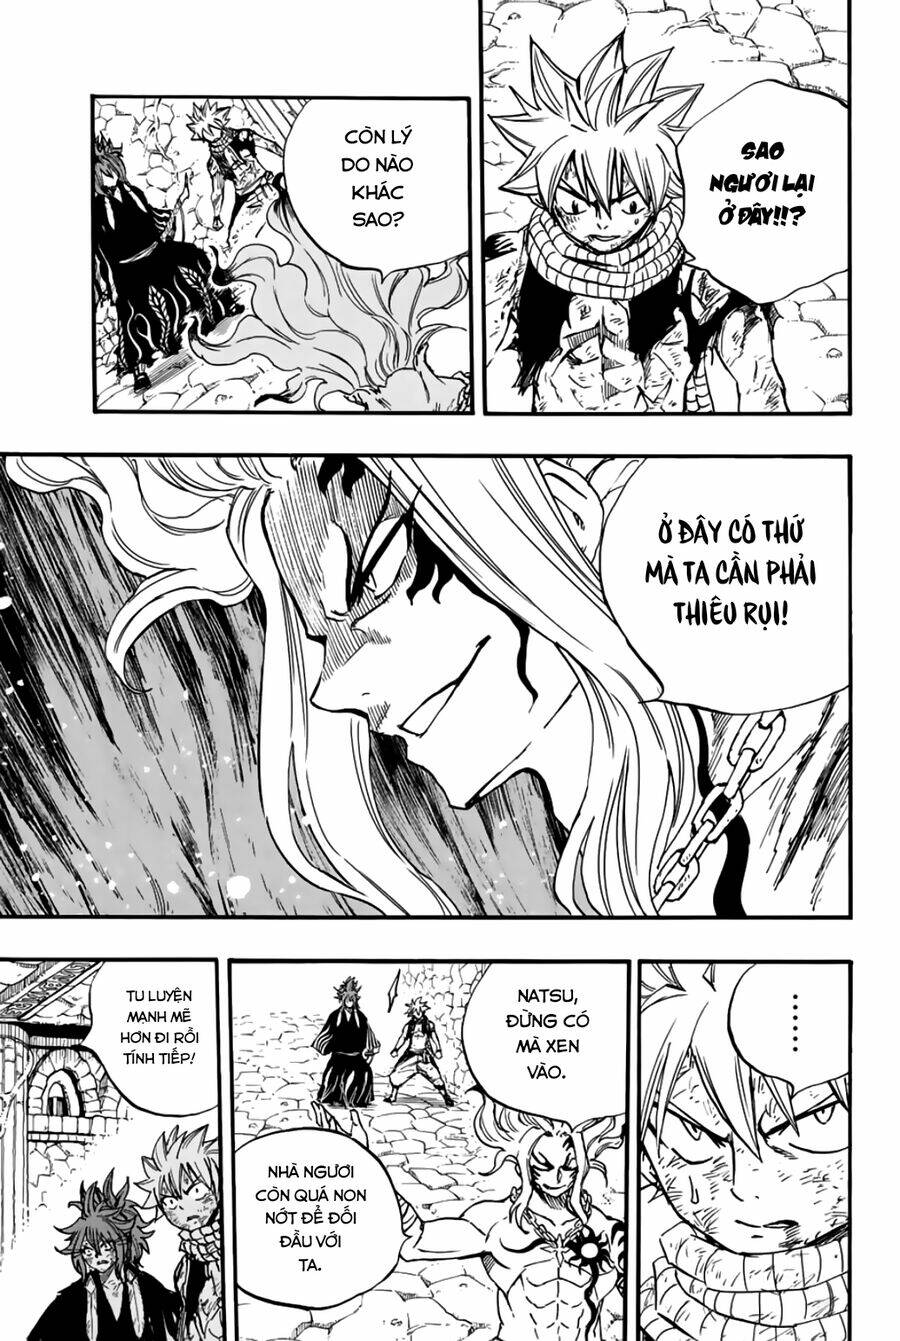 SAO
NGƯƠI LẠI
Ở ĐÂY!!?
CÒN LÝ
DO NÀO
KHÁC
SAO?
Ở ĐÂY CÓ THỨ
MÀ TA CẦN PHẢI
THIÊU RỤI!
......
NATSU,
ĐỪNG CÓ
MÀ XEN
VÀO.
NHÀ NGƯƠI
CÒN QUÁ NON
NỚT ĐỂ ĐỐI
ĐẦU VỚI
TA.
TU LUYỆN
MẠNH MẼ
HƠN ĐI RỒI
TÍNH TIẾP!